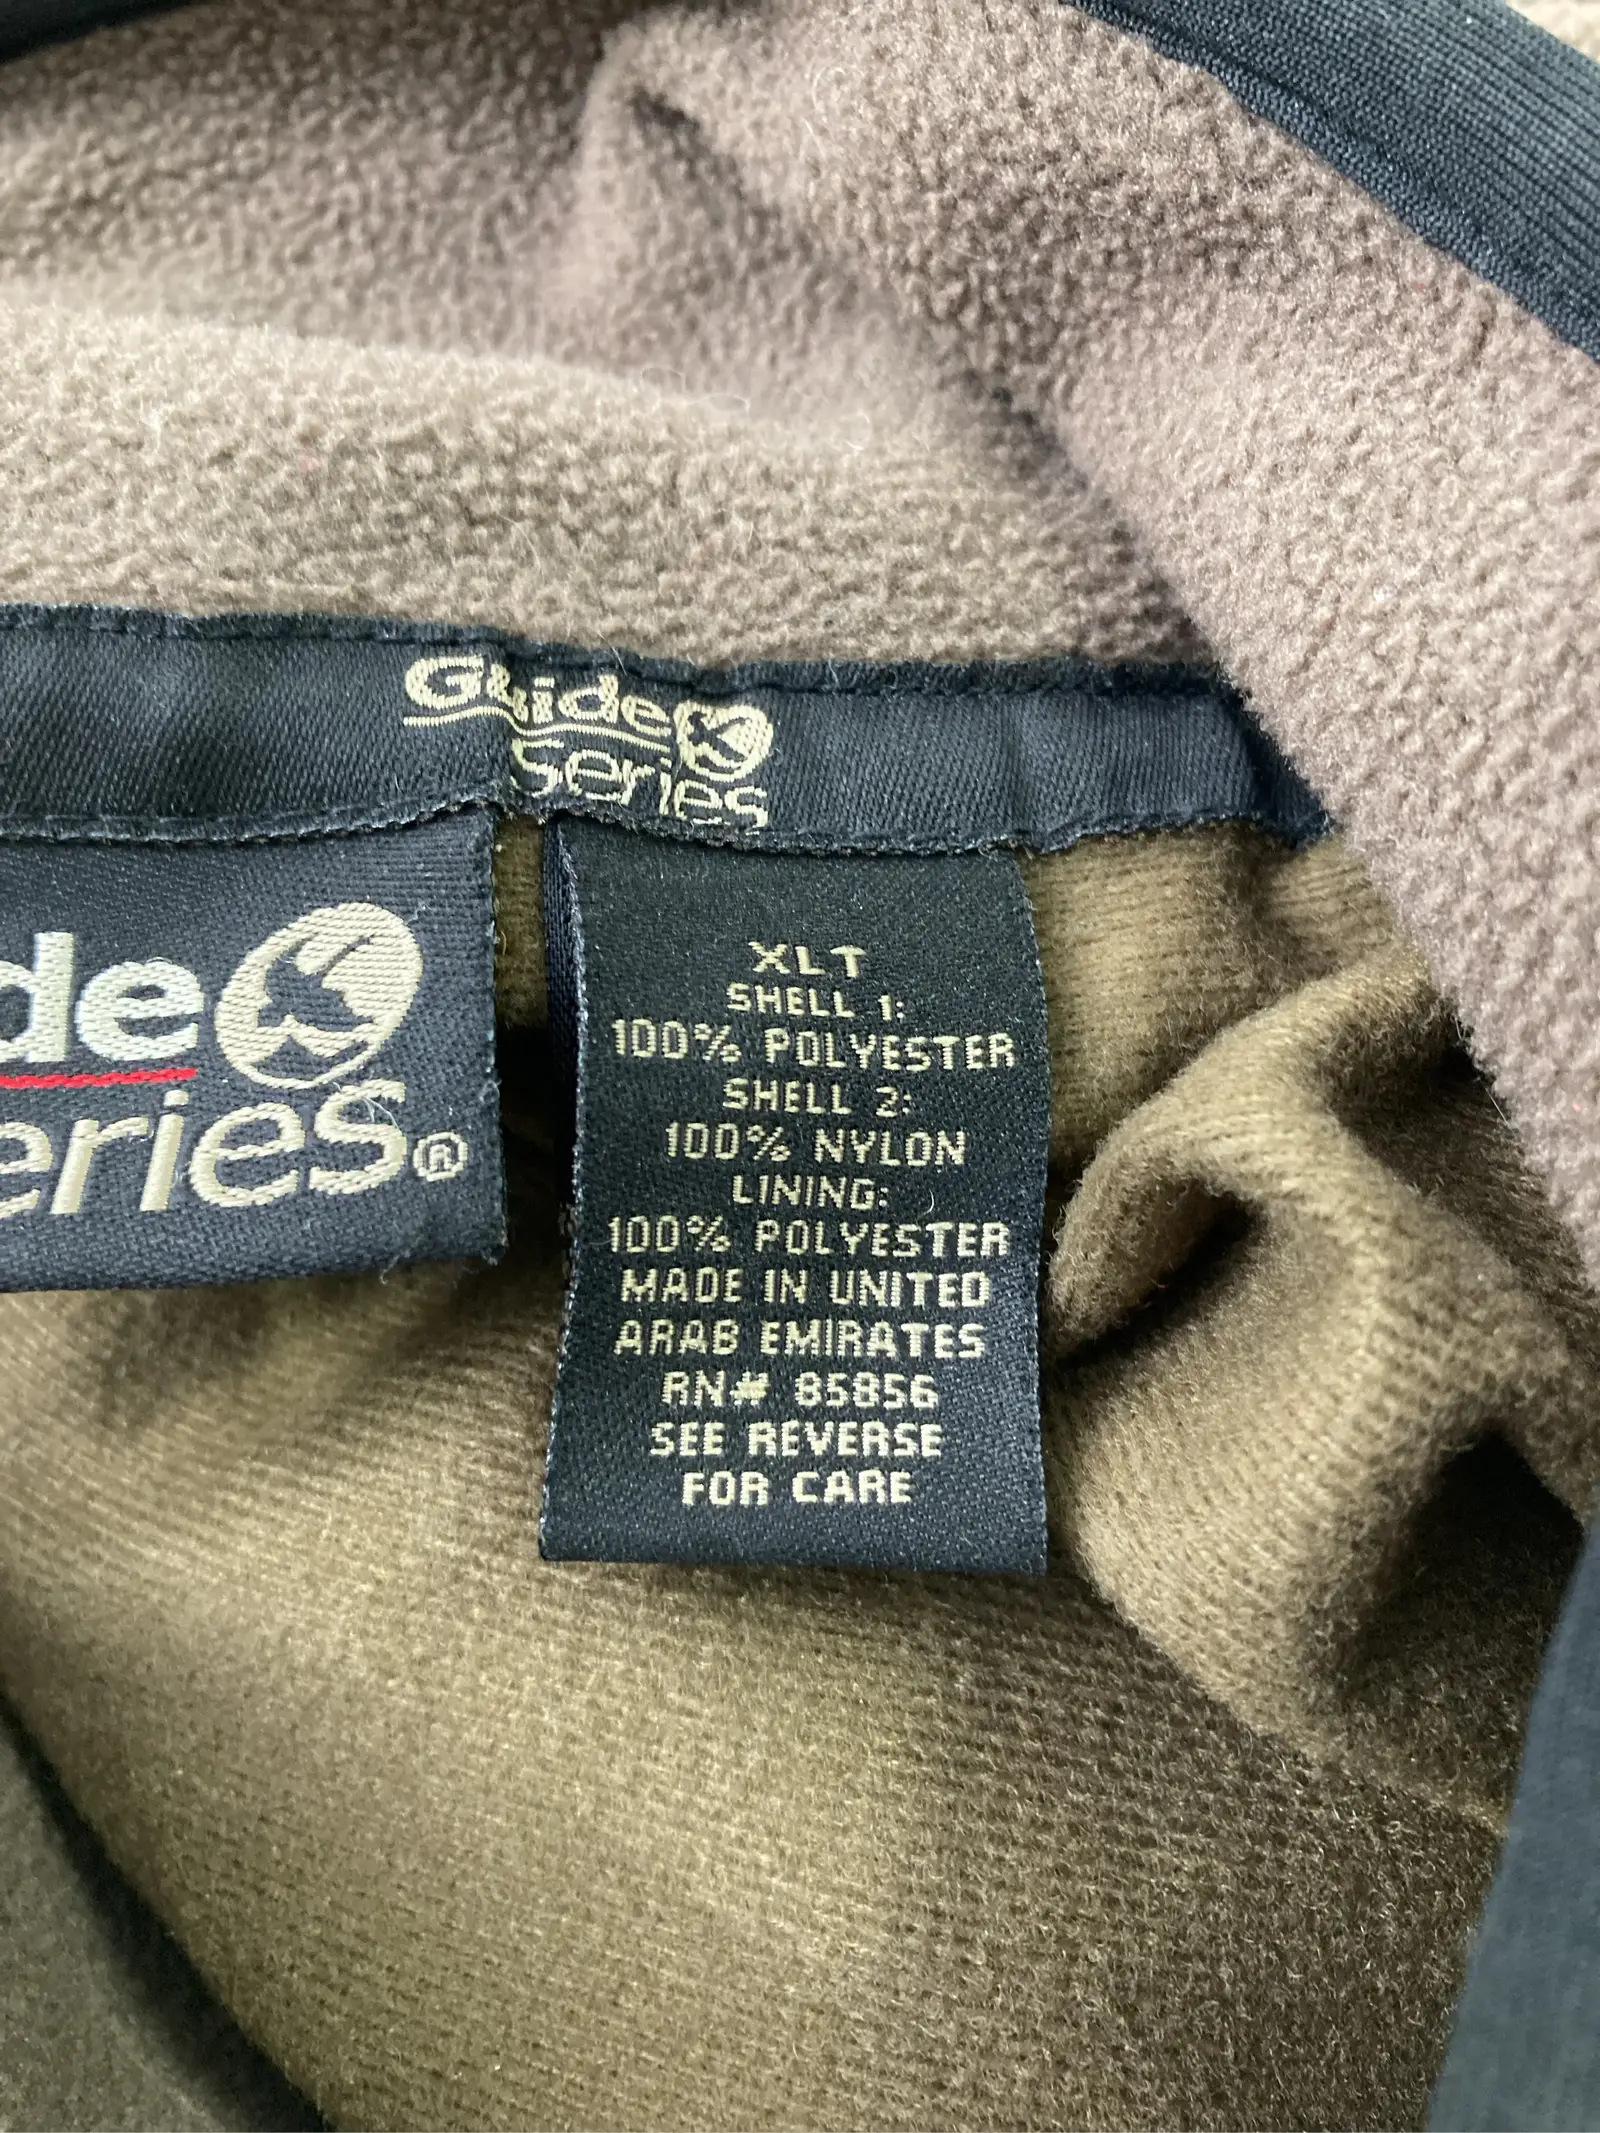 Guide
Series
de
eries®
XLT
SHELL 1:
100% POLYESTER
SHELL 2:
100% NYLON
LINING:
100% POLYESTER
MADE IN UNITED
ARAB EMIRATES
RN# 85856
SEE REVERSE
FOR CARE